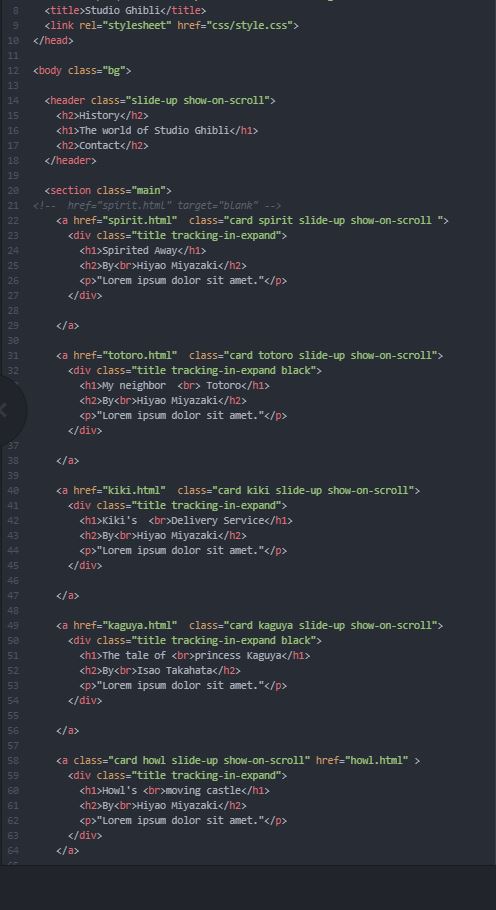 8 <title>Studio Ghibli</title>
9 <link rel="stylesheet" href="css/style.css">
10 </head>
11
12 <body class="bg">
13
14 <header class="slide-up show-on-scroll">
15 <h2>History</h2>
16 <h1>The world of Studio Ghibli</h1>
17 <h2>Contact</h2>
18 </header>
19
20 <section class="main">
21 <!-- href="spirit.html" target="blank" -->
22 <a href="spirit.html"  class="card spirit slide-up show-on-scroll ">
23 <div class="title tracking-in-expand">
24 <h1>Spirited Away</h1>
25 <h2>By<br>Hiyao Miyazaki</h2>
26 <p>"Lorem ipsum dolor sit amet."</p>
27 </div>
28
29 </a>
30
31 <a href="totoro.html"  class="card totoro slide-up show-on-scroll">
32 <div class="title tracking-in-expand black">
<h1>My neighbor  <br> Totoro</h1>
<h2>By<br>Hiyao Miyazaki</h2>
<p>"Lorem ipsum dolor sit amet."</p>
</div>
37
38 </a>
39
40 <a href="kiki.html"  class="card kiki slide-up show-on-scroll">
41 <div class="title tracking-in-expand">
42 <h1>Kiki's  <br>Delivery Service</h1>
43 <h2>By<br>Hiyao Miyazaki</h2>
44 <p>"Lorem ipsum dolor sit amet."</p>
45 </div>
46
47 </a>
48
49 <a href="kaguya.html"  class="card kaguya slide-up show-on-scroll">
50 <div class="title tracking-in-expand black">
51 <h1>The tale of <br>princess Kaguya</h1>
52 <h2>By<br>Isao Takahata</h2>
53 <p>"Lorem ipsum dolor sit amet."</p>
54 </div>
55
56 </a>
57
58 <a class="card howl slide-up show-on-scroll" href="howl.html" >
59 <div class="title tracking-in-expand">
60 <h1>Howl's <br>moving castle</h1>
61 <h2>By<br>Hiyao Miyazaki</h2>
62 <p>"Lorem ipsum dolor sit amet."</p>
63 </div>
64 </a>